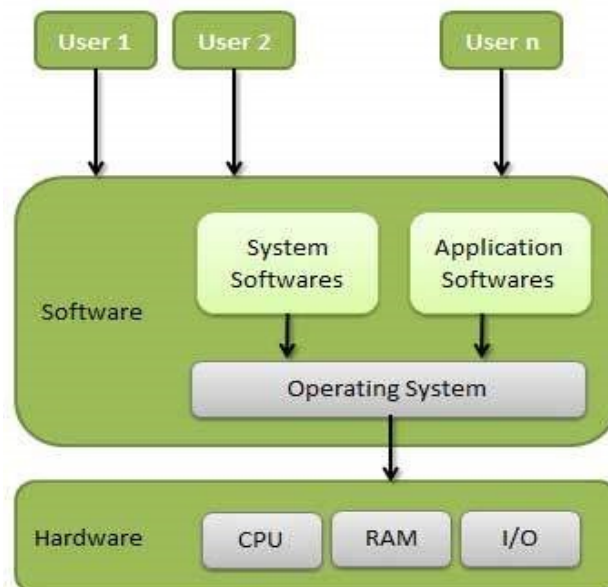 User 1
User 2
User n
System
Softwares
Application
Softwares
Software
Operating System
Hardware
CPU
RAM
I/O